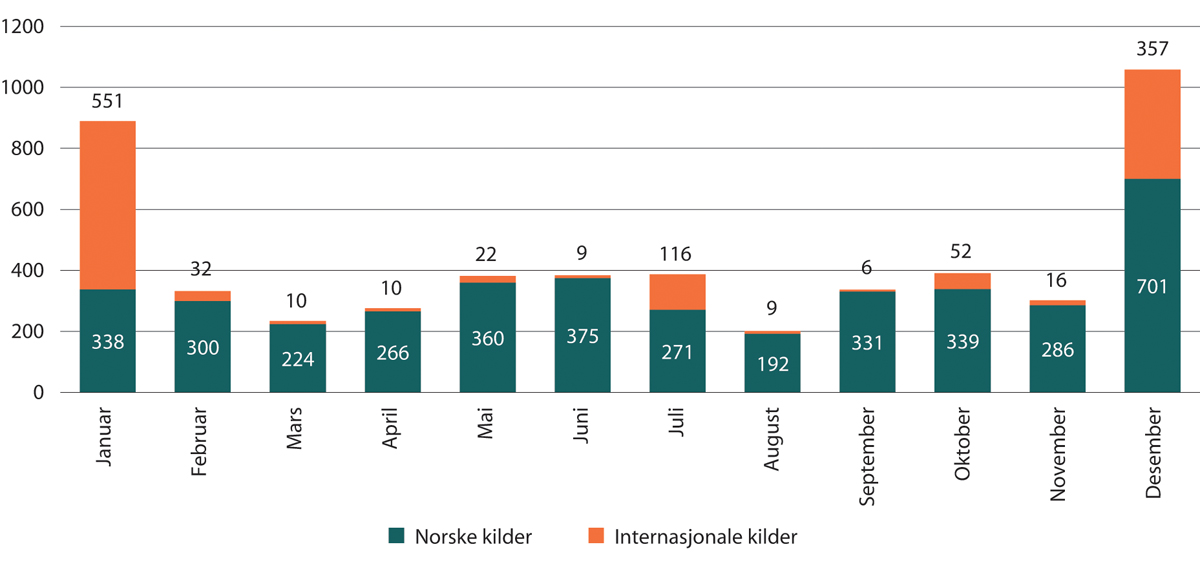 1200
1000
800
600
400
200
0
551
338
32
300
10
224
10
266
22
360
9
375
116
271
9
192
6
331
52
339
16
286
357
701
Januar
Februar
Mars
April
Mai
Juni
Juli
August
September
Oktober
November
Desember
Norske kilder
Internasjonale kilder